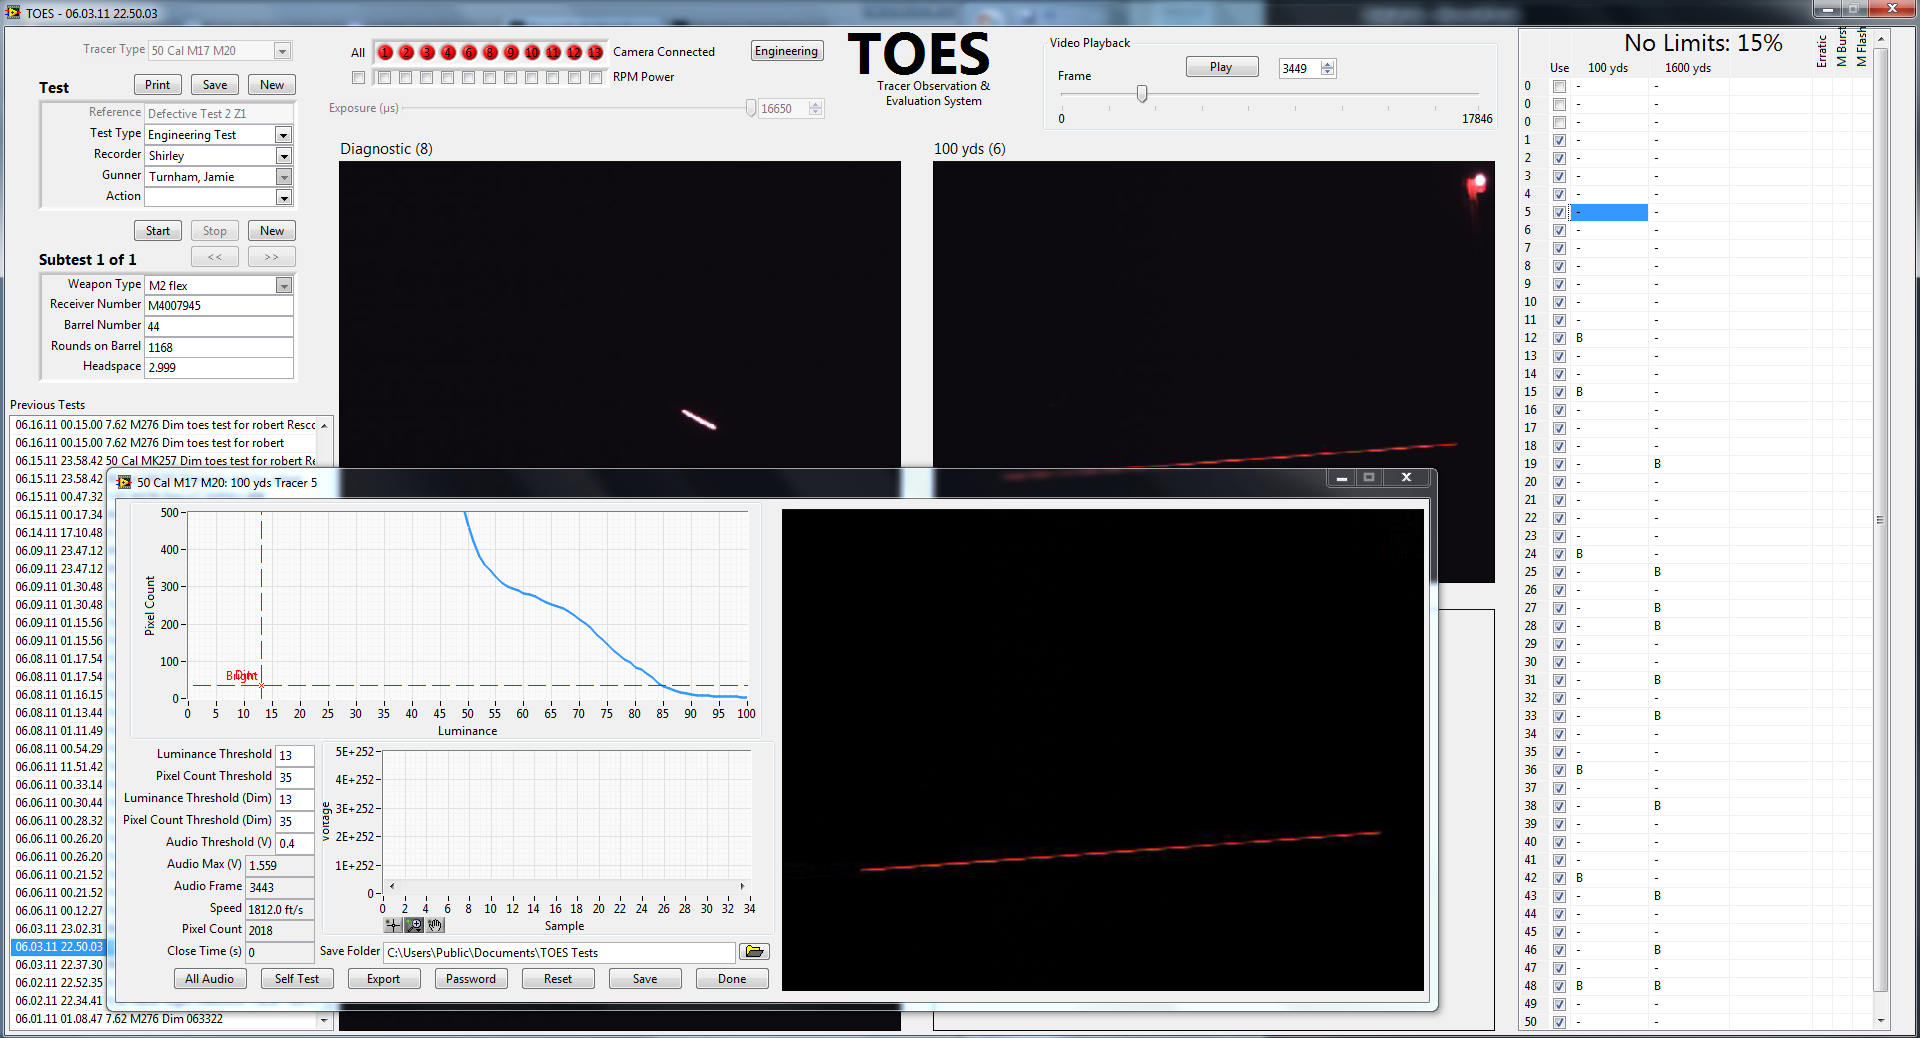 TOES - 06.03.11 22.50.03
Tracer Type 50 Cal M17 M20
Test
Print Save New
Reference Defective Test 2 Z1
Test Type Engineering Test
Recorder Shirley
Gunner Turnham, Jamie
Action
Start Stop New
Subtest 1 of 1
<< >>
Weapon Type M2 flex
Receiver Number M4007945
Barrel Number 44
Rounds on Barrel 1168
Headspace 2.999
All 1 2 3 4 6 8 9 10 11 12 13 Camera Connected
RPM Power
Exposure (µs) 16650
Engineering
TOES
Tracer Observation &
Evaluation System
Video Playback
Frame Play 3449
0 17846
Diagnostic (8)
100 yds (6)
Previous Tests
06.16.11 00.15.00 7.62 M276 Dim toes test for robert Resco
06.16.11 00.15.00 7.62 M276 Dim toes test for robert
06.15.11 23.58.42 50 Cal MK257 Dim toes test for robert Re
06.15.11 23.58.42
06.15.11 00.47.32
06.15.11 00.17.34
06.14.11 17.10.48
06.09.11 23.47.12
06.09.11 23.47.12
06.09.11 01.30.48
06.09.11 01.30.48
06.09.11 01.15.56
06.09.11 01.15.56
06.08.11 01.17.54
06.08.11 01.17.54
06.08.11 01.16.15
06.08.11 01.13.44
06.08.11 01.11.49
06.08.11 00.54.29
06.06.11 11.51.42
06.06.11 00.33.14
06.06.11 00.30.44
06.06.11 00.28.32
06.06.11 00.26.20
06.06.11 00.26.20
06.06.11 00.21.52
06.06.11 00.21.52
06.06.11 00.12.27
06.03.11 23.02.31
06.03.11 22.50.03
06.03.11 22.37.30
06.02.11 22.52.35
06.02.11 22.34.41
06.01.11 01.08.47 7.62 M276 Dim 063322
50 Cal M17 M20: 100 yds Tracer 5
Pixel Count
500
400
300
200
100
0
Bright
Dim
0 5 10 15 20 25 30 35 40 45 50 55 60 65 70 75 80 85 90 95 100
Luminance
Luminance Threshold 13
Pixel Count Threshold 35
Luminance Threshold (Dim) 13
Pixel Count Threshold (Dim) 35
Audio Threshold (V) 0.4
Audio Max (V) 1.559
Audio Frame 3443
Speed 1812.0 ft/s
Pixel Count 2018
Close Time (s) 0
Voltage
5E+252
4E+252
3E+252
2E+252
1E+252
0
0 2 4 6 8 10 12 14 16 18 20 22 24 26 28 30 32 34
Sample
Save Folder C:\Users\Public\Documents\TOES Tests
All Audio Self Test Export Password Reset Save Done
No Limits: 15%
Use 100 yds 1600 yds Erratic M Burst M Flash
0 - -
0 - -
0 - -
1 - -
2 - -
3 - -
4 - -
5 - -
6 - -
7 - -
8 - -
9 - -
10 - -
11 - -
12 B -
13 - -
14 - -
15 B -
16 - -
17 - -
18 - -
19 - B
20 - -
21 - -
22 - -
23 - -
24 B -
25 - B
26 - -
27 - B
28 - B
29 - -
30 - -
31 - B
32 - -
33 - B
34 - -
35 - -
36 B -
37 - -
38 - B
39 - -
40 - -
41 - -
42 B -
43 - B
44 - -
45 - -
46 - B
47 - -
48 B B
49 - -
50 - -